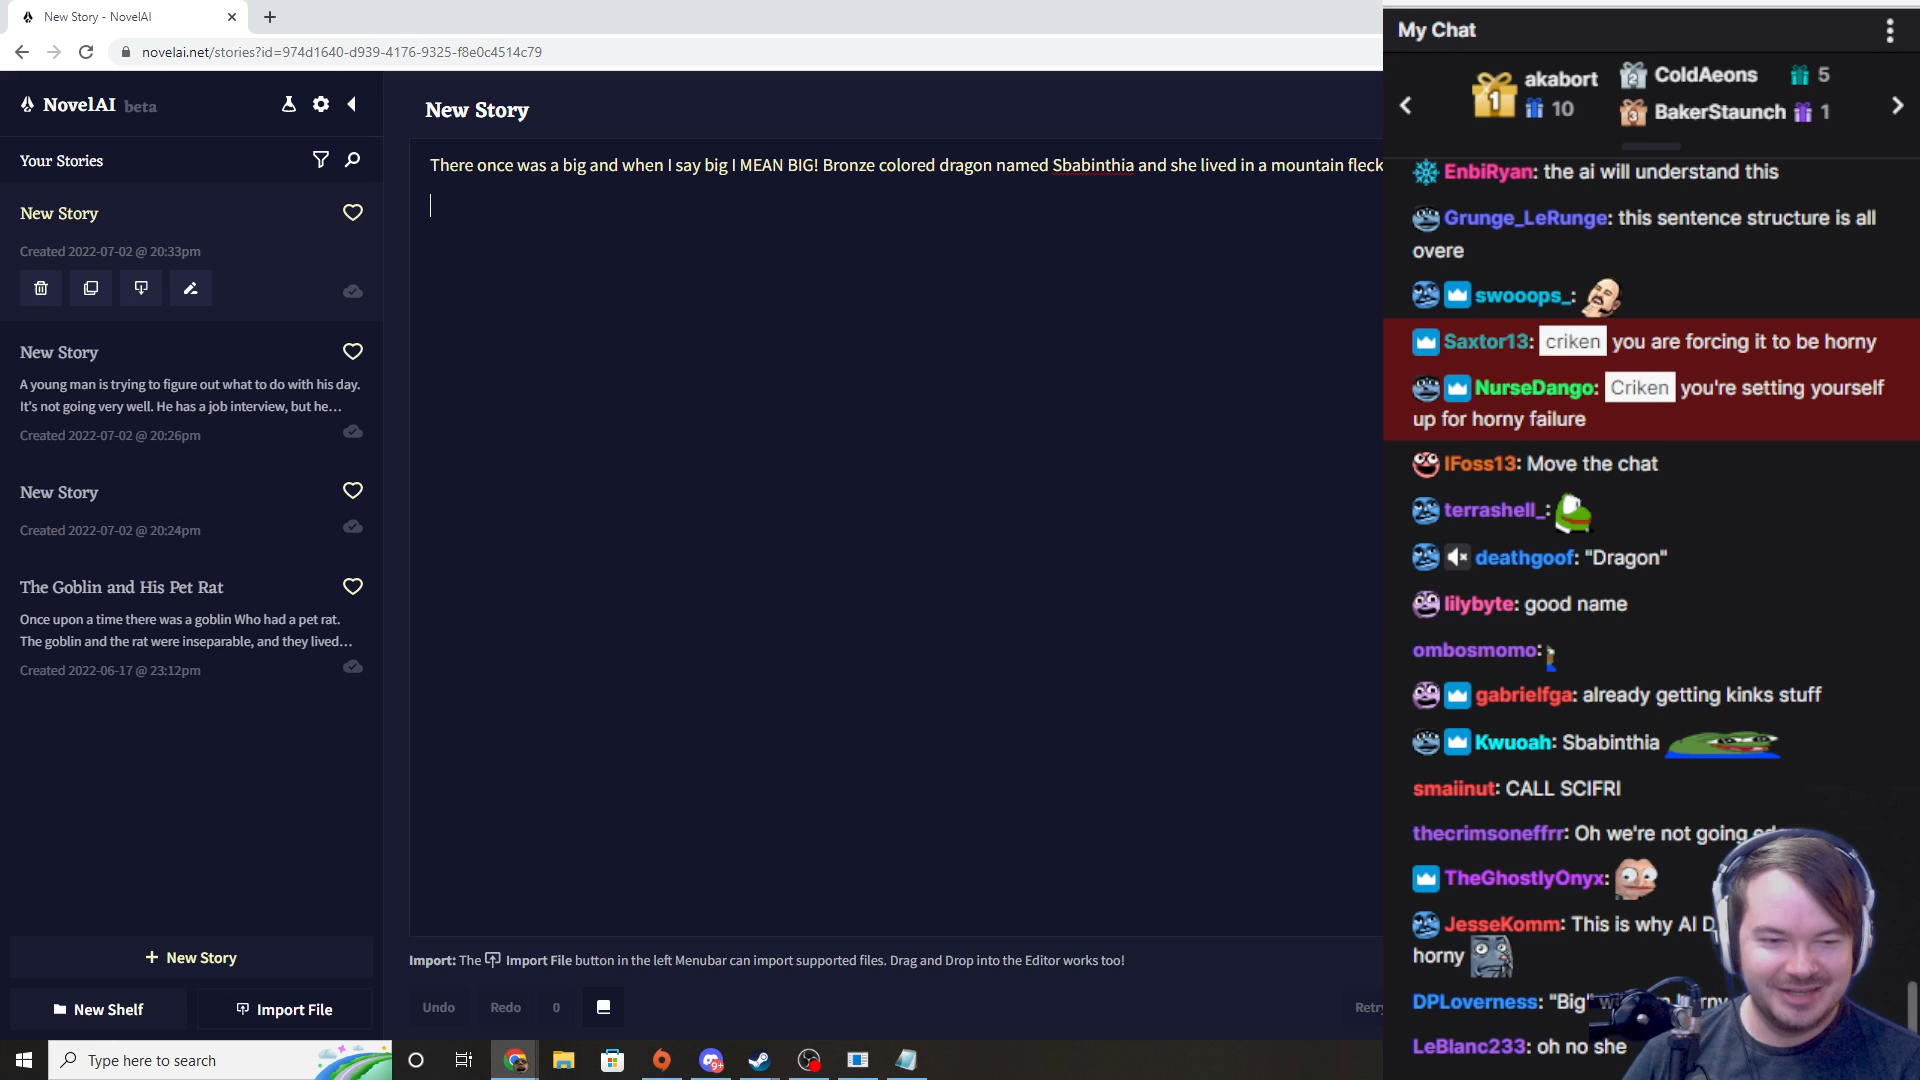 New Story - NovelAI
novelai.net/stories?id=974d1640-d939-4176-9325-f8e0c4514c79
NovelAI beta
Your Stories
New Story
Created 2022-07-02 @ 20:33pm
New Story
A young man is trying to figure out what to do with his day.
It's not going very well. He has a job interview, but he...
Created 2022-07-02 @ 20:26pm
New Story
Created 2022-07-02 @ 20:24pm
The Goblin and His Pet Rat
Once upon a time there was a goblin Who had a pet rat.
The goblin and the rat were inseparable, and they lived...
Created 2022-06-17 @ 23:12pm
+ New Story
New Shelf
Import File
New Story
There once was a big and when I say big I MEAN BIG! Bronze colored dragon named Sbabinthia and she lived in a mountain fleck
Import: The Import File button in the left Menubar can import supported files. Drag and Drop into the Editor works too!
Undo
Redo
0
Retry
Type here to search
9+
My Chat
1
akabort
10
2
ColdAeons
5
3
BakerStaunch
1
EnbiRyan: the ai will understand this
Grunge_LeRunge: this sentence structure is all
overe
swooops_:
Saxtor13: criken you are forcing it to be horny
NurseDango: Criken you're setting yourself
up for horny failure
IFoss13: Move the chat
terrashell_:
deathgoof: "Dragon"
lilybyte: good name
ombosmomo:
gabrielfga: already getting kinks stuff
Kwuoah: Sbabinthia
smaiinut: CALL SCIFRI
thecrimsoneffrr: Oh we're not going
TheGhostlyOnyx:
JesseKomm: This is why AI D
horny
DPLoverness: "Big"
LeBlanc233: oh no she